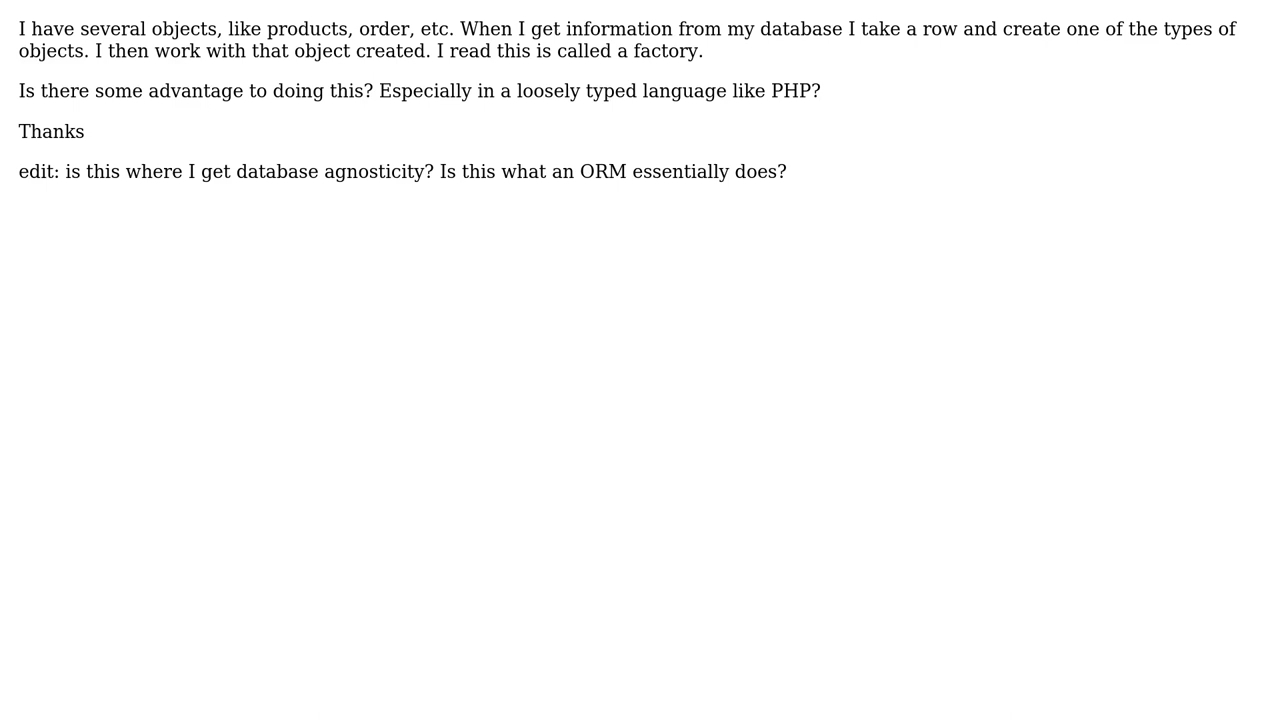 I have several objects, like products, order, etc. When I get information from my database I take a row and create one of the types of
objects. I then work with that object created. I read this is called a factory.
Is there some advantage to doing this? Especially in a loosely typed language like PHP?
Thanks
edit: is this where I get database agnosticity? Is this what an ORM essentially does?